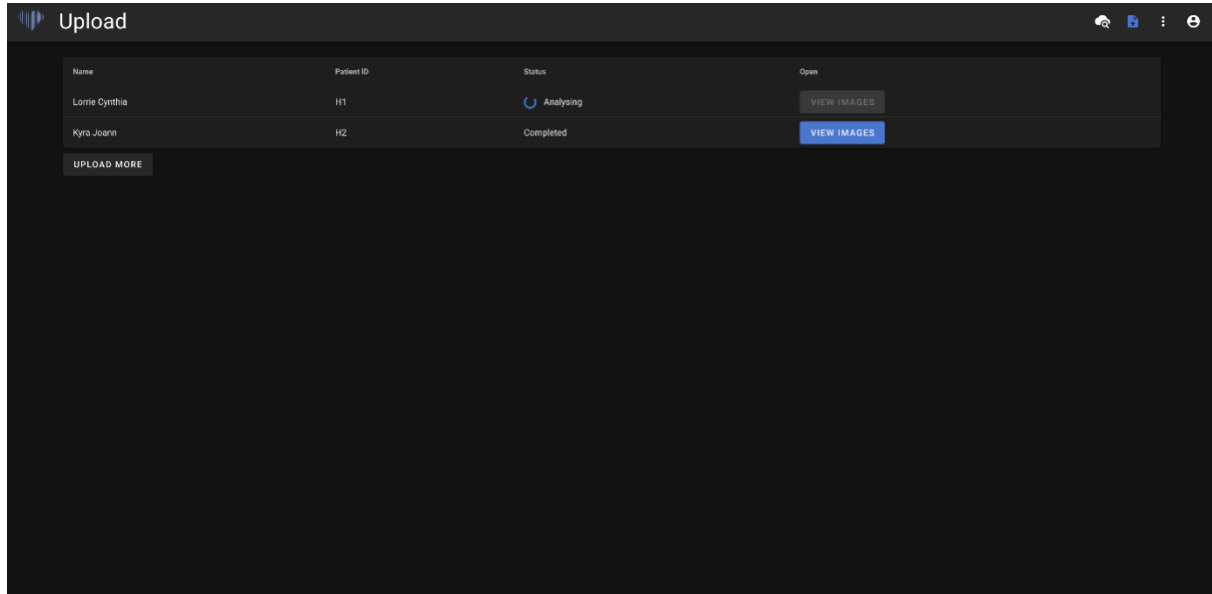 Upload
Name Patient ID Status Open
Lorrie Cynthia H1 Analysing VIEW IMAGES
Kyra Joann H2 Completed VIEW IMAGES
UPLOAD MORE